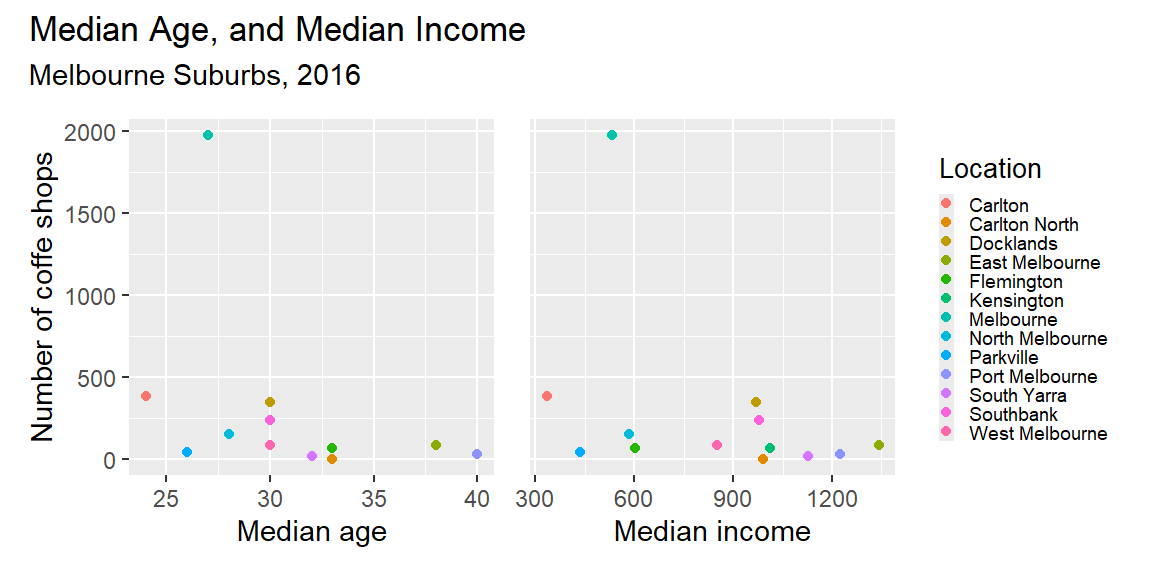 Median Age, and Median Income
Melbourne Suburbs, 2016
Number of coffe shops
2000
1500
1000
500
0
25 30 35 40
Median age
300 600 900 1200
Median income
Location
Carlton
Carlton North
Docklands
East Melbourne
Flemington
Kensington
Melbourne
North Melbourne
Parkville
Port Melbourne
South Yarra
Southbank
West Melbourne